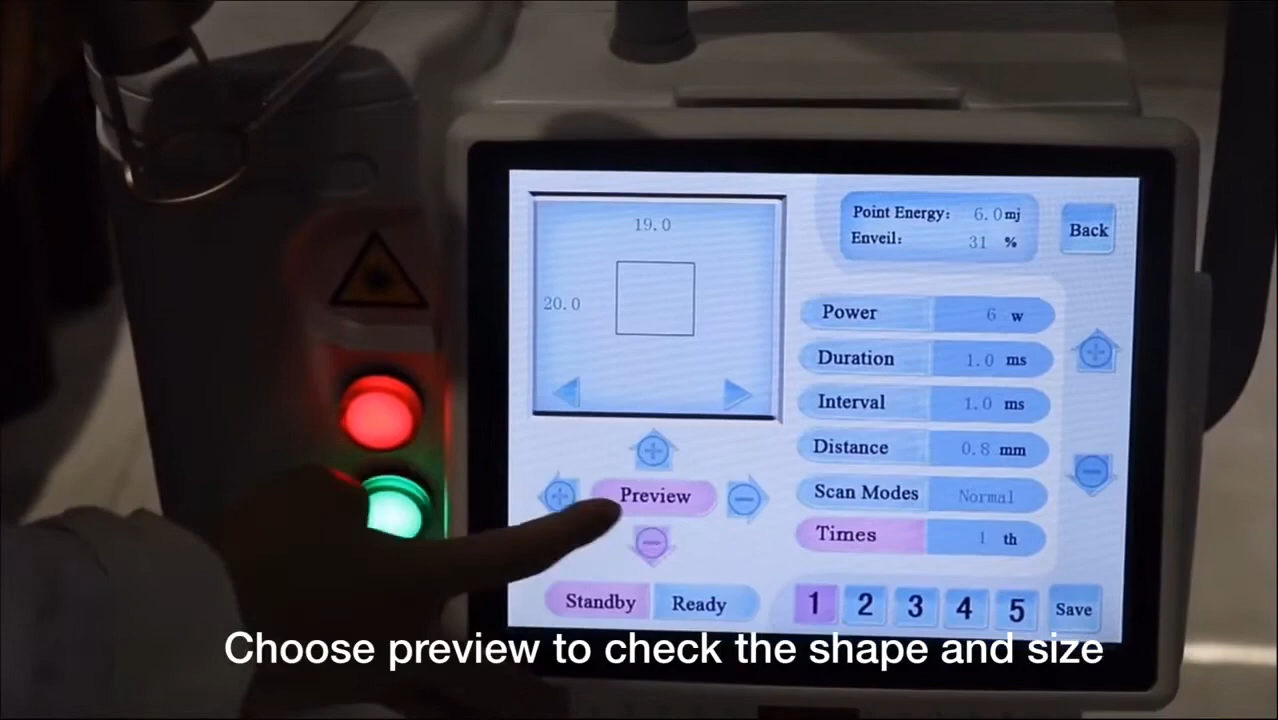 19.0
20.0
Point Energy: 6.0mj
Enveil: 31 %
Back
Power 6 w
Duration 1.0 ms
Interval 1.0 ms
Distance 0.8 mm
Scan Modes Normal
Times 1 th
Preview
Standby Ready
1 2 3 4 5 Save
Choose preview to check the shape and size